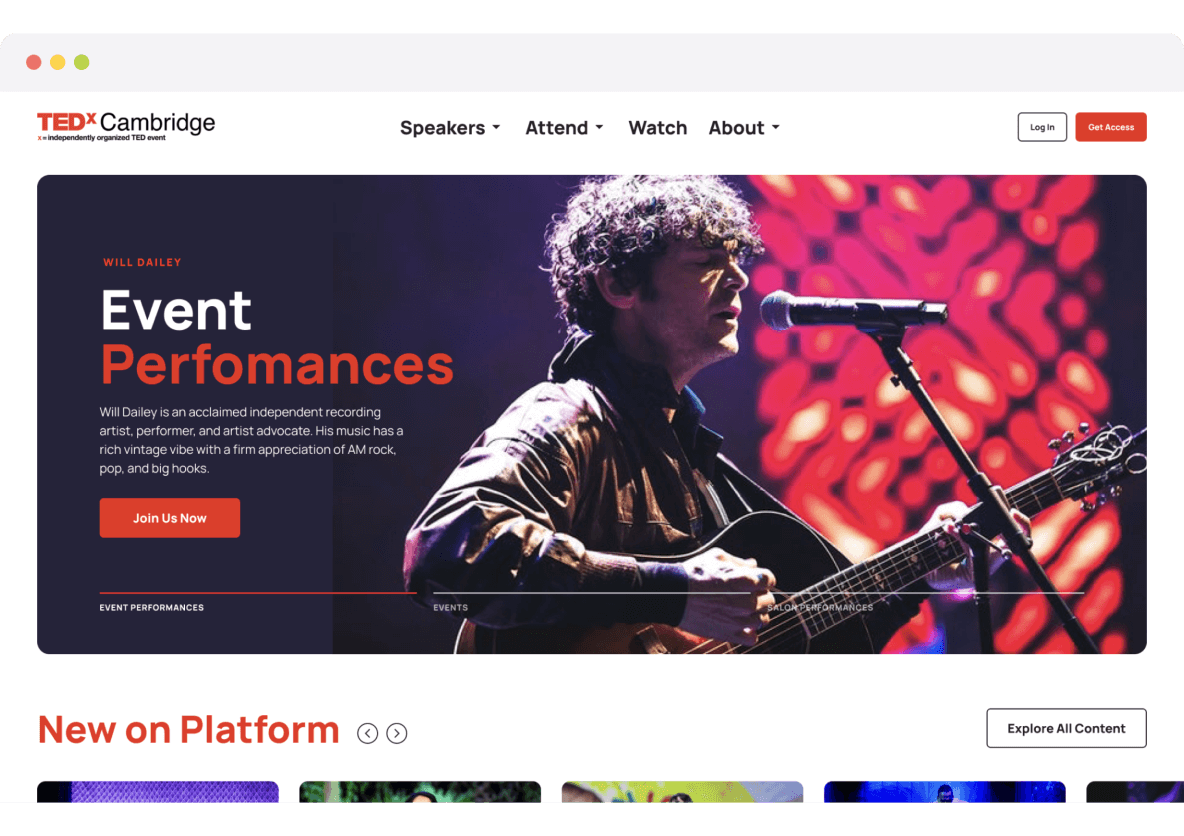 TEDx Cambridge
x = independently organized TED event
Speakers
Attend
Watch
About
Log In
Get Access
WILL DAILEY
Event
Perfomances
Will Dailey is an acclaimed independent recording
artist, performer, and artist advocate. His music has a
rich vintage vibe with a firm appreciation of AM rock,
pop, and big hooks.
Join Us Now
EVENT PERFORMANCES
EVENTS
SALON PERFORMANCES
New on Platform
Explore All Content